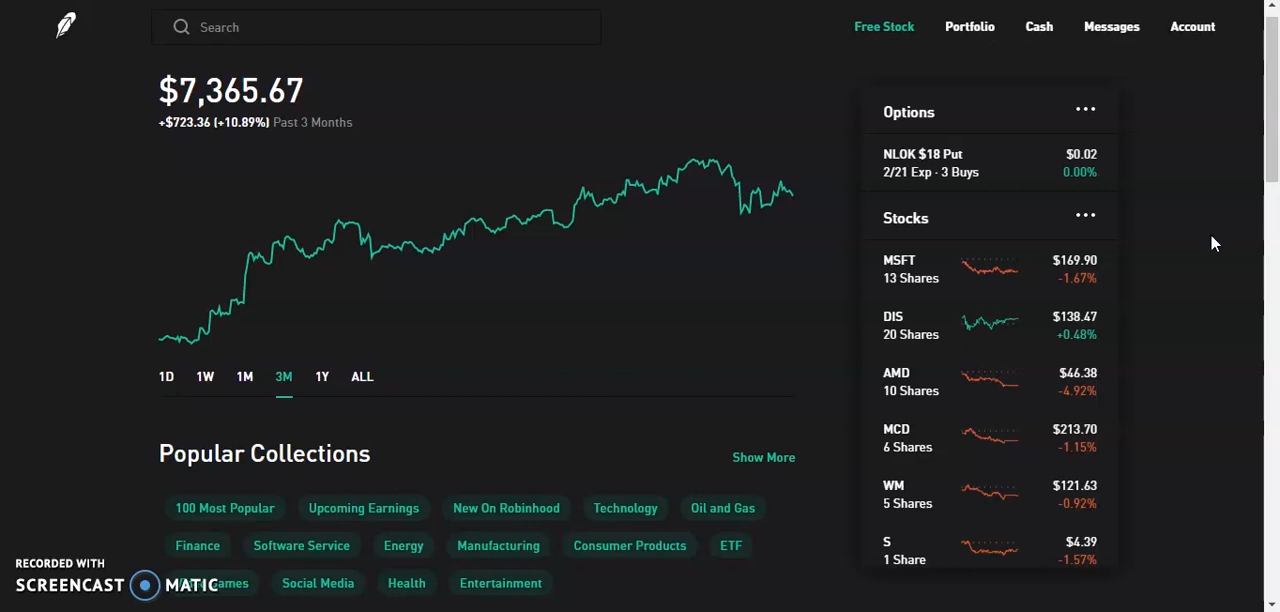 Search
Free Stock Portfolio Cash Messages Account
$7,365.67
+$723.36 (+10.89%) Past 3 Months
1D 1W 1M 3M 1Y ALL
Popular Collections Show More
100 Most Popular Upcoming Earnings New On Robinhood Technology Oil and Gas
Finance Software Service Energy Manufacturing Consumer Products ETF
Games Social Media Health Entertainment
Options •••
NLOK $18 Put $0.02
2/21 Exp · 3 Buys 0.00%
Stocks •••
MSFT $169.90
13 Shares -1.67%
DIS $138.47
20 Shares +0.48%
AMD $46.38
10 Shares -4.92%
MCD $213.70
6 Shares -1.15%
WM $121.63
5 Shares -0.92%
S $4.39
1 Share -1.57%
RECORDED WITH
SCREENCAST MATIC